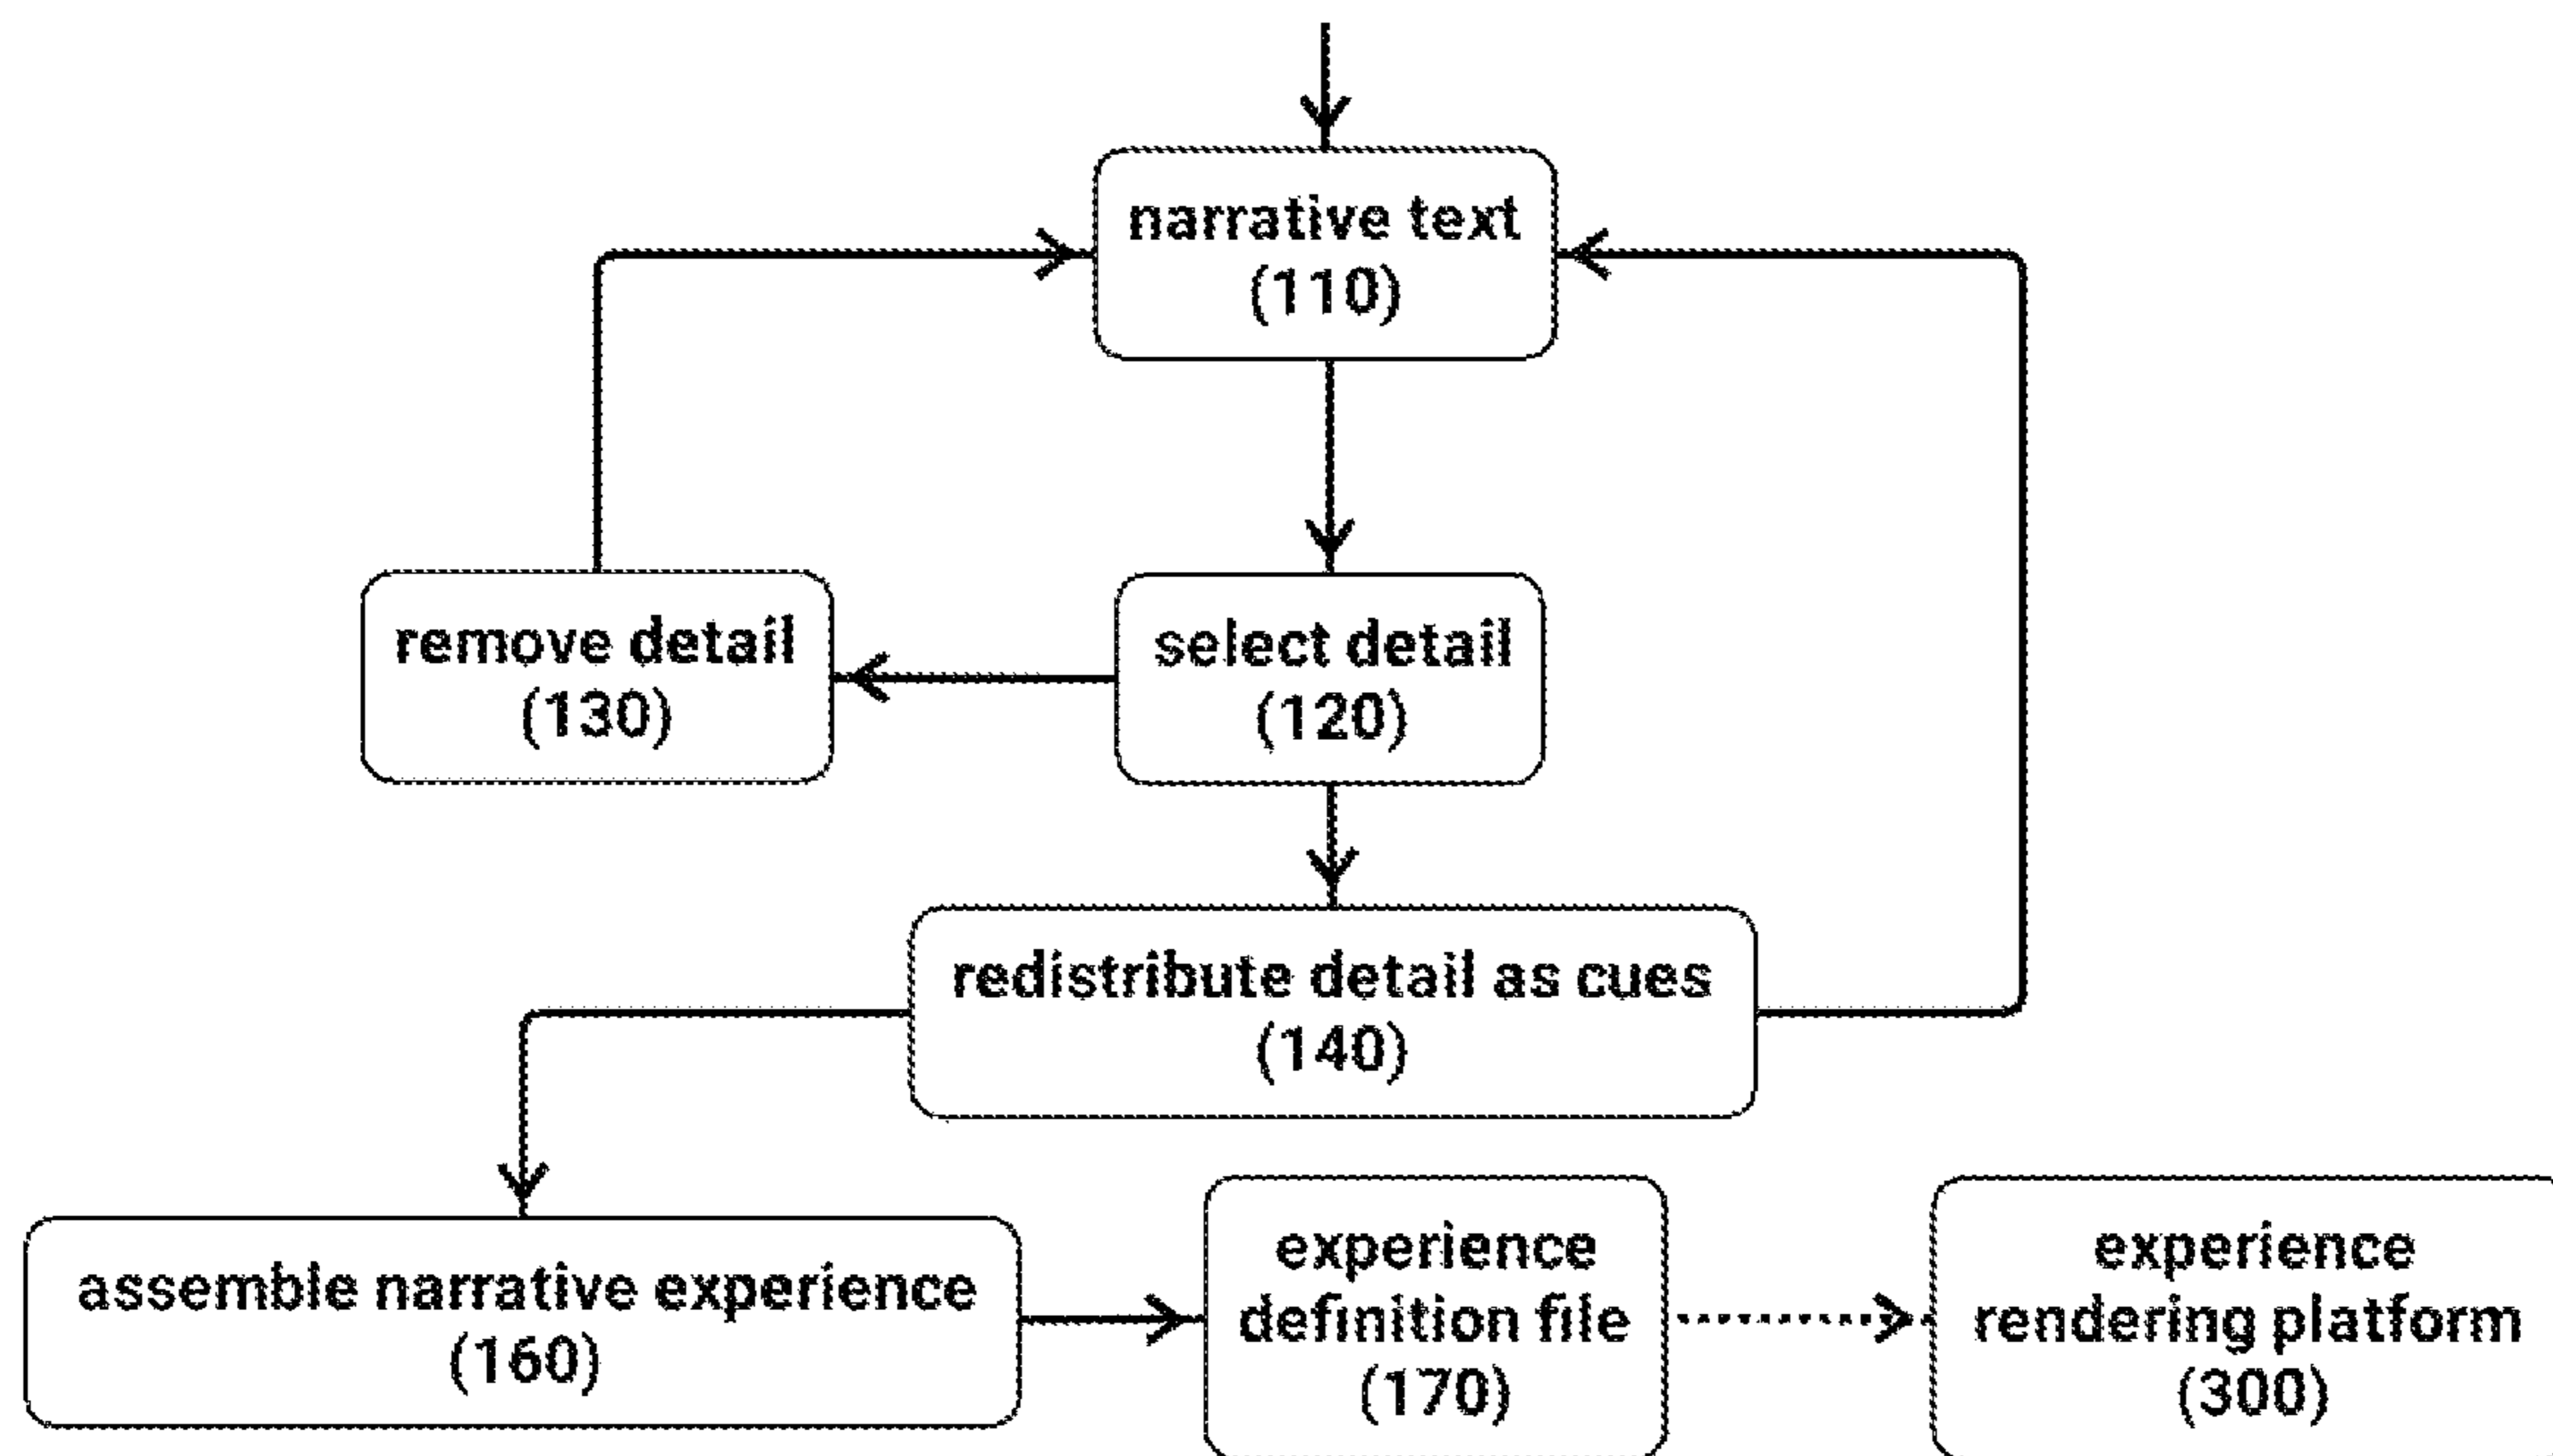 narrative text
(110)
remove detail
(130)
select detail
(120)
redistribute detail as cues
(140)
assemble narrative experience
(160)
experience
definition file
(170)
experience
rendering platform
(300)